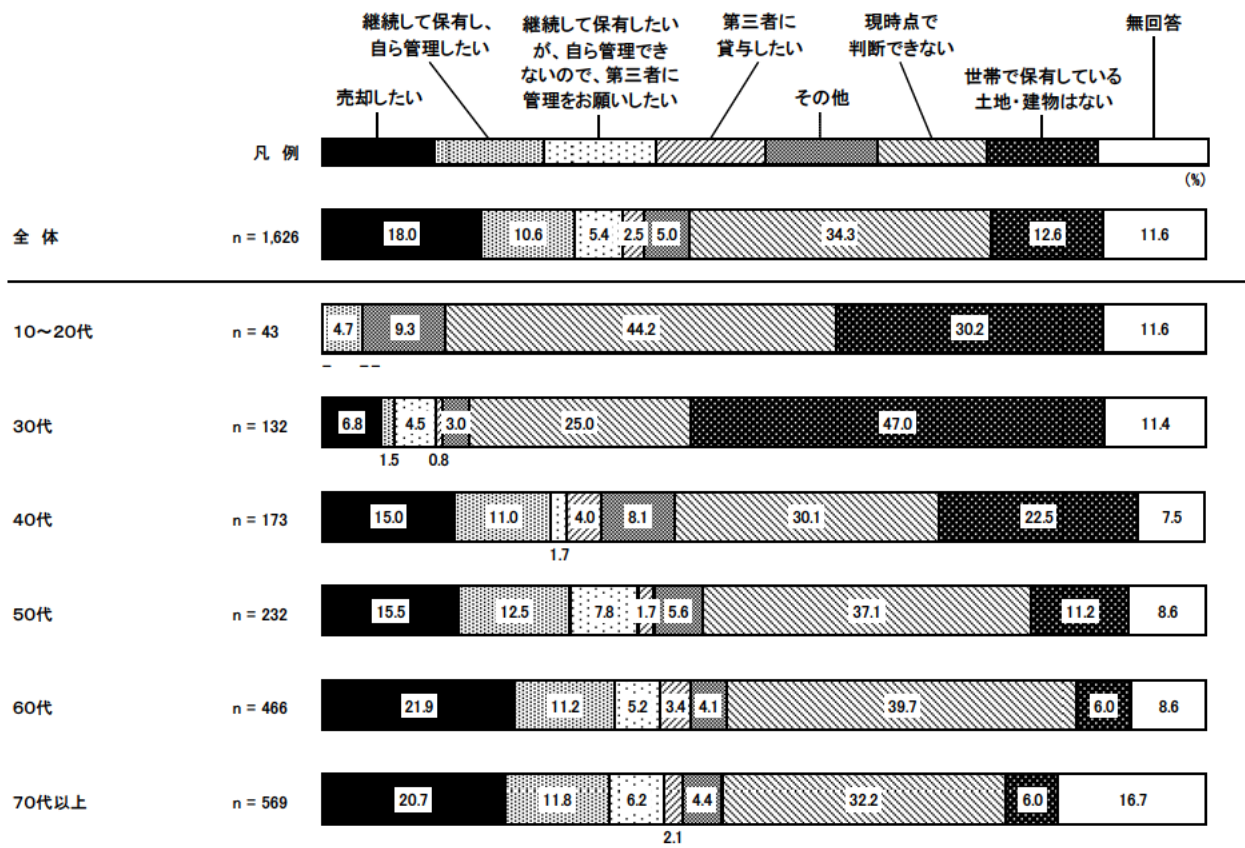 継続して保有し、
自ら管理したい
継続して保有したい
が、自ら管理でき
ないので、第三者に
管理をお願いしたい
第三者に
貸与したい
現時点で
判断できない
無回答
売却したい
その他
世帯で保有している
土地・建物はない
凡 例
(%)
全 体 n = 1,626 18.0 10.6 5.4 2.5 5.0 34.3 12.6 11.6
10～20代 n = 43 4.7 9.3 44.2 30.2 11.6
– – –
30代 n = 132 6.8 4.5 3.0 25.0 47.0 11.4
1.5 0.8
40代 n = 173 15.0 11.0 4.0 8.1 30.1 22.5 7.5
1.7
50代 n = 232 15.5 12.5 7.8 1.7 5.6 37.1 11.2 8.6
60代 n = 466 21.9 11.2 5.2 3.4 4.1 39.7 6.0 8.6
70代以上 n = 569 20.7 11.8 6.2 4.4 32.2 6.0 16.7
2.1